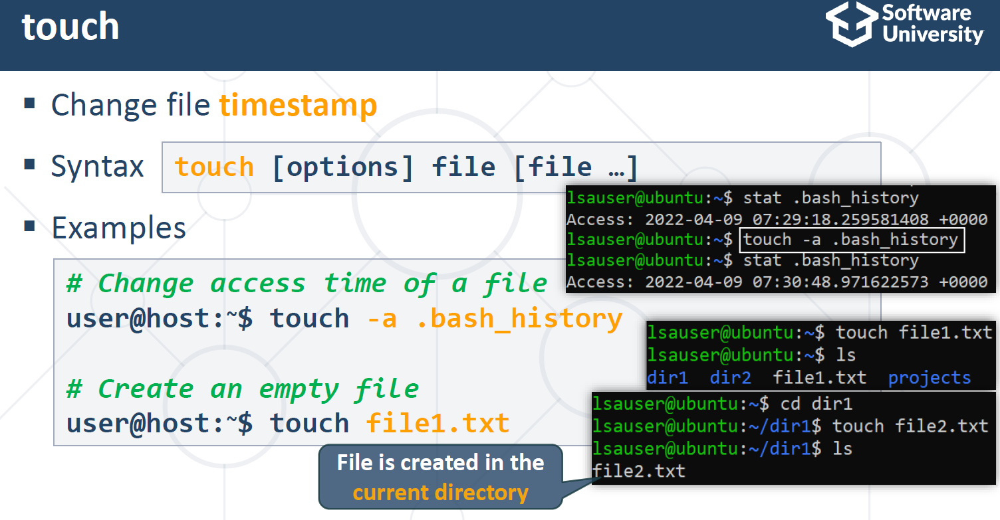 touch
Software
University
Change file timestamp
Syntax
touch [options] file [file …]
Examples
# Change access time of a file
user@host:~$ touch -a .bash_history
# Create an empty file
user@host:~$ touch file1.txt
lsauser@ubuntu:~$ stat .bash_history
Access: 2022-04-09 07:29:18.259581408 +0000
lsauser@ubuntu:~$ touch -a .bash_history
lsauser@ubuntu:~$ stat .bash_history
Access: 2022-04-09 07:30:48.971622573 +0000
lsauser@ubuntu:~$ touch file1.txt
lsauser@ubuntu:~$ ls
dir1 dir2 file1.txt projects
lsauser@ubuntu:~$ cd dir1
lsauser@ubuntu:~/dir1$ touch file2.txt
lsauser@ubuntu:~/dir1$ ls
file2.txt
File is created in the
current directory